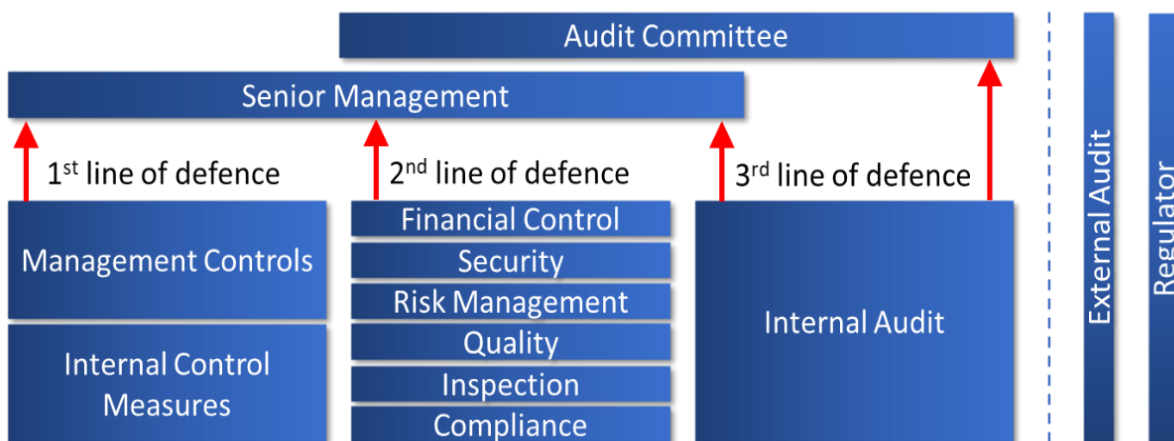 Audit Committee
Senior Management
1st line of defence
2nd line of defence
3rd line of defence
Management Controls
Internal Control
Measures
Financial Control
Security
Risk Management
Quality
Inspection
Compliance
Internal Audit
External Audit
Regulator